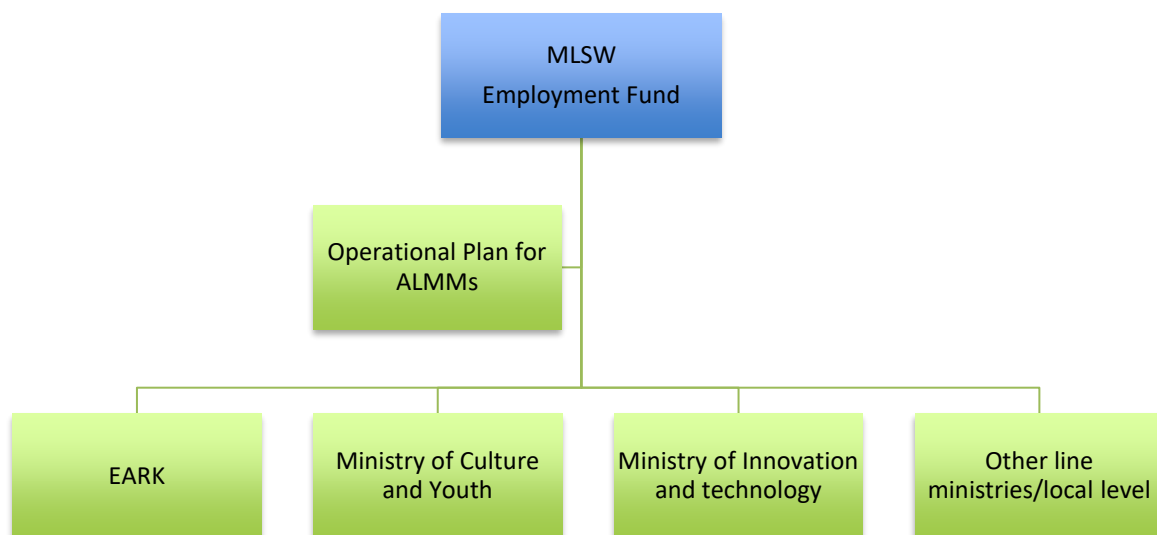 MLSW
Employment Fund
Operational Plan for
ALMMs
EARK
Ministry of Culture
and Youth
Ministry of Innovation
and technology
Other line
ministries/local level